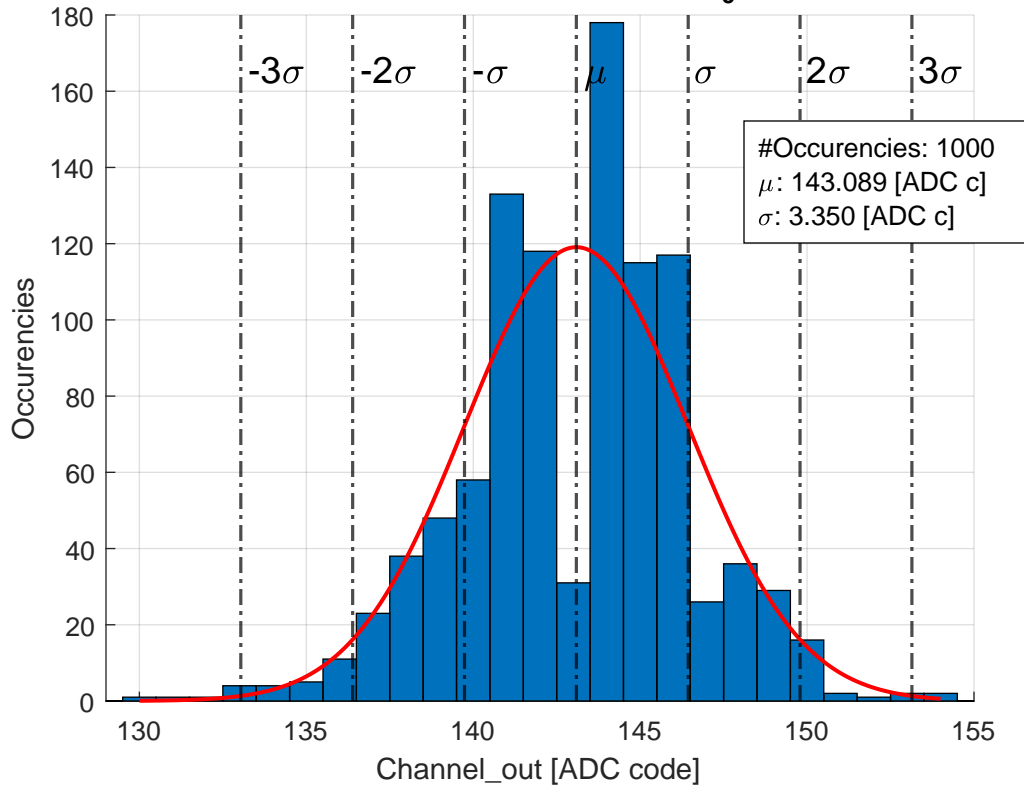 180
160
140
120
100
80
60
40
20
0
Occurencies
-3σ
-2σ
-σ
μ
σ
2σ
3σ
#Occurencies: 1000
μ: 143.089 [ADC c]
σ: 3.350 [ADC c]
130
135
140
145
150
155
Channel_out [ADC code]